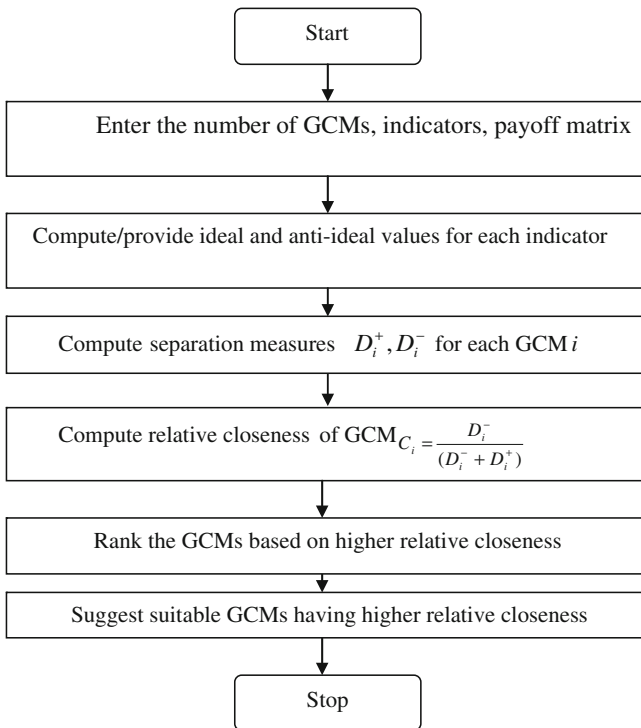 Start
Enter the number of GCMs, indicators, payoff matrix
Compute/provide ideal and anti-ideal values for each indicator
Compute separation measures $D_i^+, D_i^-$ for each GCM $i$
Compute relative closeness of GCM $C_i = \frac{D_i^-}{(D_i^- + D_i^+)}$
Rank the GCMs based on higher relative closeness
Suggest suitable GCMs having higher relative closeness
Stop